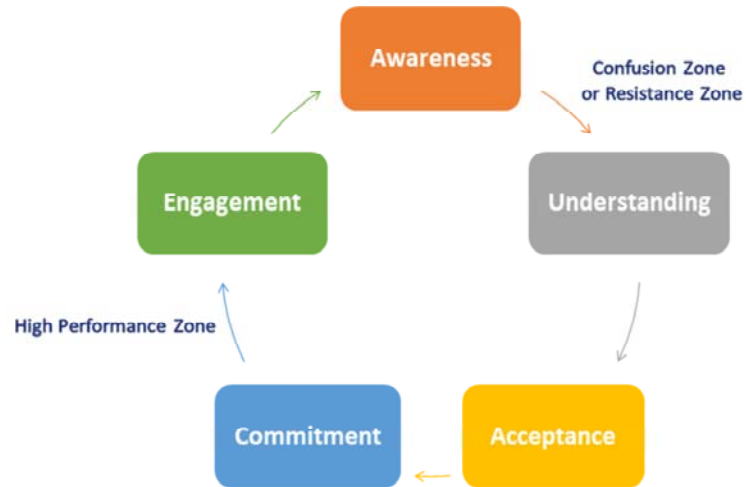 Awareness
Confusion Zone
or Resistance Zone
Engagement
Understanding
High Performance Zone
Commitment
Acceptance